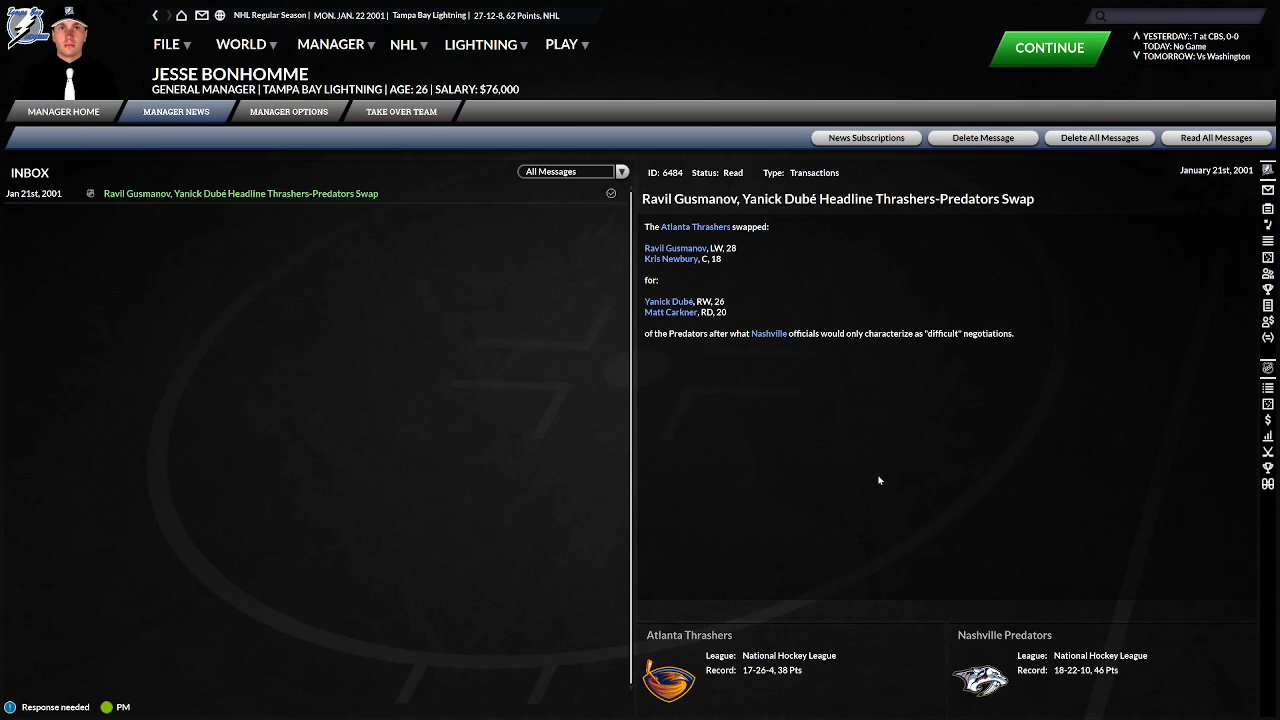 NHL Regular Season | MON. JAN. 22 2001 | Tampa Bay Lightning | 27-12-8, 62 Points, NHL
FILE WORLD MANAGER NHL LIGHTNING PLAY
CONTINUE
YESTERDAY:: T at CBS, 0-0
TODAY: No Game
TOMORROW: Vs Washington
JESSE BONHOMME
GENERAL MANAGER | TAMPA BAY LIGHTNING | AGE: 26 | SALARY: $76,000
MANAGER HOME MANAGER NEWS MANAGER OPTIONS TAKE OVER TEAM
News Subscriptions Delete Message Delete All Messages Read All Messages
INBOX All Messages
Jan 21st, 2001 Ravil Gusmanov, Yanick Dubé Headline Thrashers-Predators Swap
ID: 6484 Status: Read Type: Transactions January 21st, 2001
Ravil Gusmanov, Yanick Dubé Headline Thrashers-Predators Swap
The Atlanta Thrashers swapped:
Ravil Gusmanov, LW, 28
Kris Newbury, C, 18
for:
Yanick Dubé, RW, 26
Matt Carkner, RD, 20
of the Predators after what Nashville officials would only characterize as "difficult" negotiations.
Atlanta Thrashers
League: National Hockey League
Record: 17-26-4, 38 Pts
Nashville Predators
League: National Hockey League
Record: 18-22-10, 46 Pts
Response needed PM